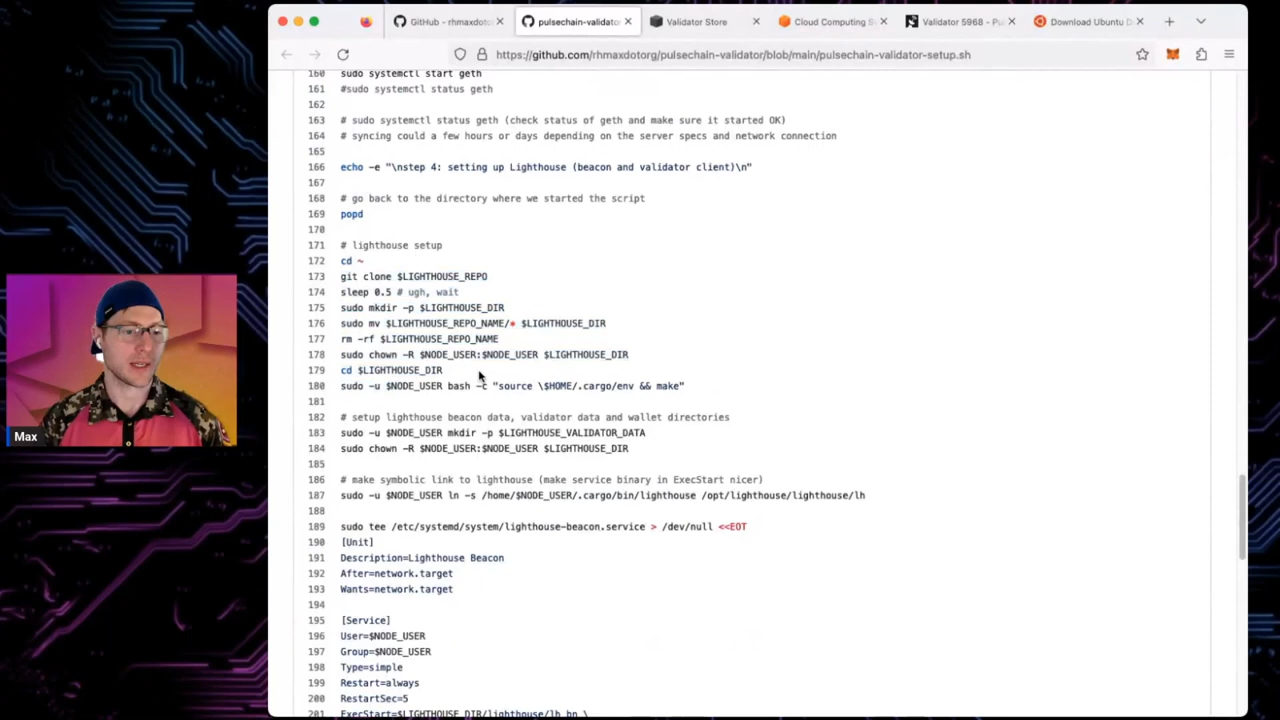 GitHub - rhmaxdoto
pulsechain-validato
Validator Store
Cloud Computing S
Validator 5968 - Pu
Download Ubuntu D
https://github.com/rhmaxdotorg/pulsechain-validator/blob/main/pulsechain-validator-setup.sh
160 sudo systemctl start geth
161 #sudo systemctl status geth
162
163 # sudo systemctl status geth (check status of geth and make sure it started OK)
164 # syncing could a few hours or days depending on the server specs and network connection
165
166 echo -e "\nstep 4: setting up Lighthouse (beacon and validator client)\n"
167
168 # go back to the directory where we started the script
169 popd
170
171 # lighthouse setup
172 cd ~
173 git clone $LIGHTHOUSE_REPO
174 sleep 0.5 # ugh, wait
175 sudo mkdir -p $LIGHTHOUSE_DIR
176 sudo mv $LIGHTHOUSE_REPO_NAME/* $LIGHTHOUSE_DIR
177 rm -rf $LIGHTHOUSE_REPO_NAME
178 sudo chown -R $NODE_USER:$NODE_USER $LIGHTHOUSE_DIR
179 cd $LIGHTHOUSE_DIR
180 sudo -u $NODE_USER bash -c "source \$HOME/.cargo/env && make"
181
182 # setup lighthouse beacon data, validator data and wallet directories
183 sudo -u $NODE_USER mkdir -p $LIGHTHOUSE_VALIDATOR_DATA
184 sudo chown -R $NODE_USER:$NODE_USER $LIGHTHOUSE_DIR
185
186 # make symbolic link to lighthouse (make service binary in ExecStart nicer)
187 sudo -u $NODE_USER ln -s /home/$NODE_USER/.cargo/bin/lighthouse /opt/lighthouse/lighthouse/lh
188
189 sudo tee /etc/systemd/system/lighthouse-beacon.service > /dev/null <<EOT
190 [Unit]
191 Description=Lighthouse Beacon
192 After=network.target
193 Wants=network.target
194
195 [Service]
196 User=$NODE_USER
197 Group=$NODE_USER
198 Type=simple
199 Restart=always
200 RestartSec=5
201 ExecStart=$LIGHTHOUSE_DIR/lighthouse/lh bn \
Max